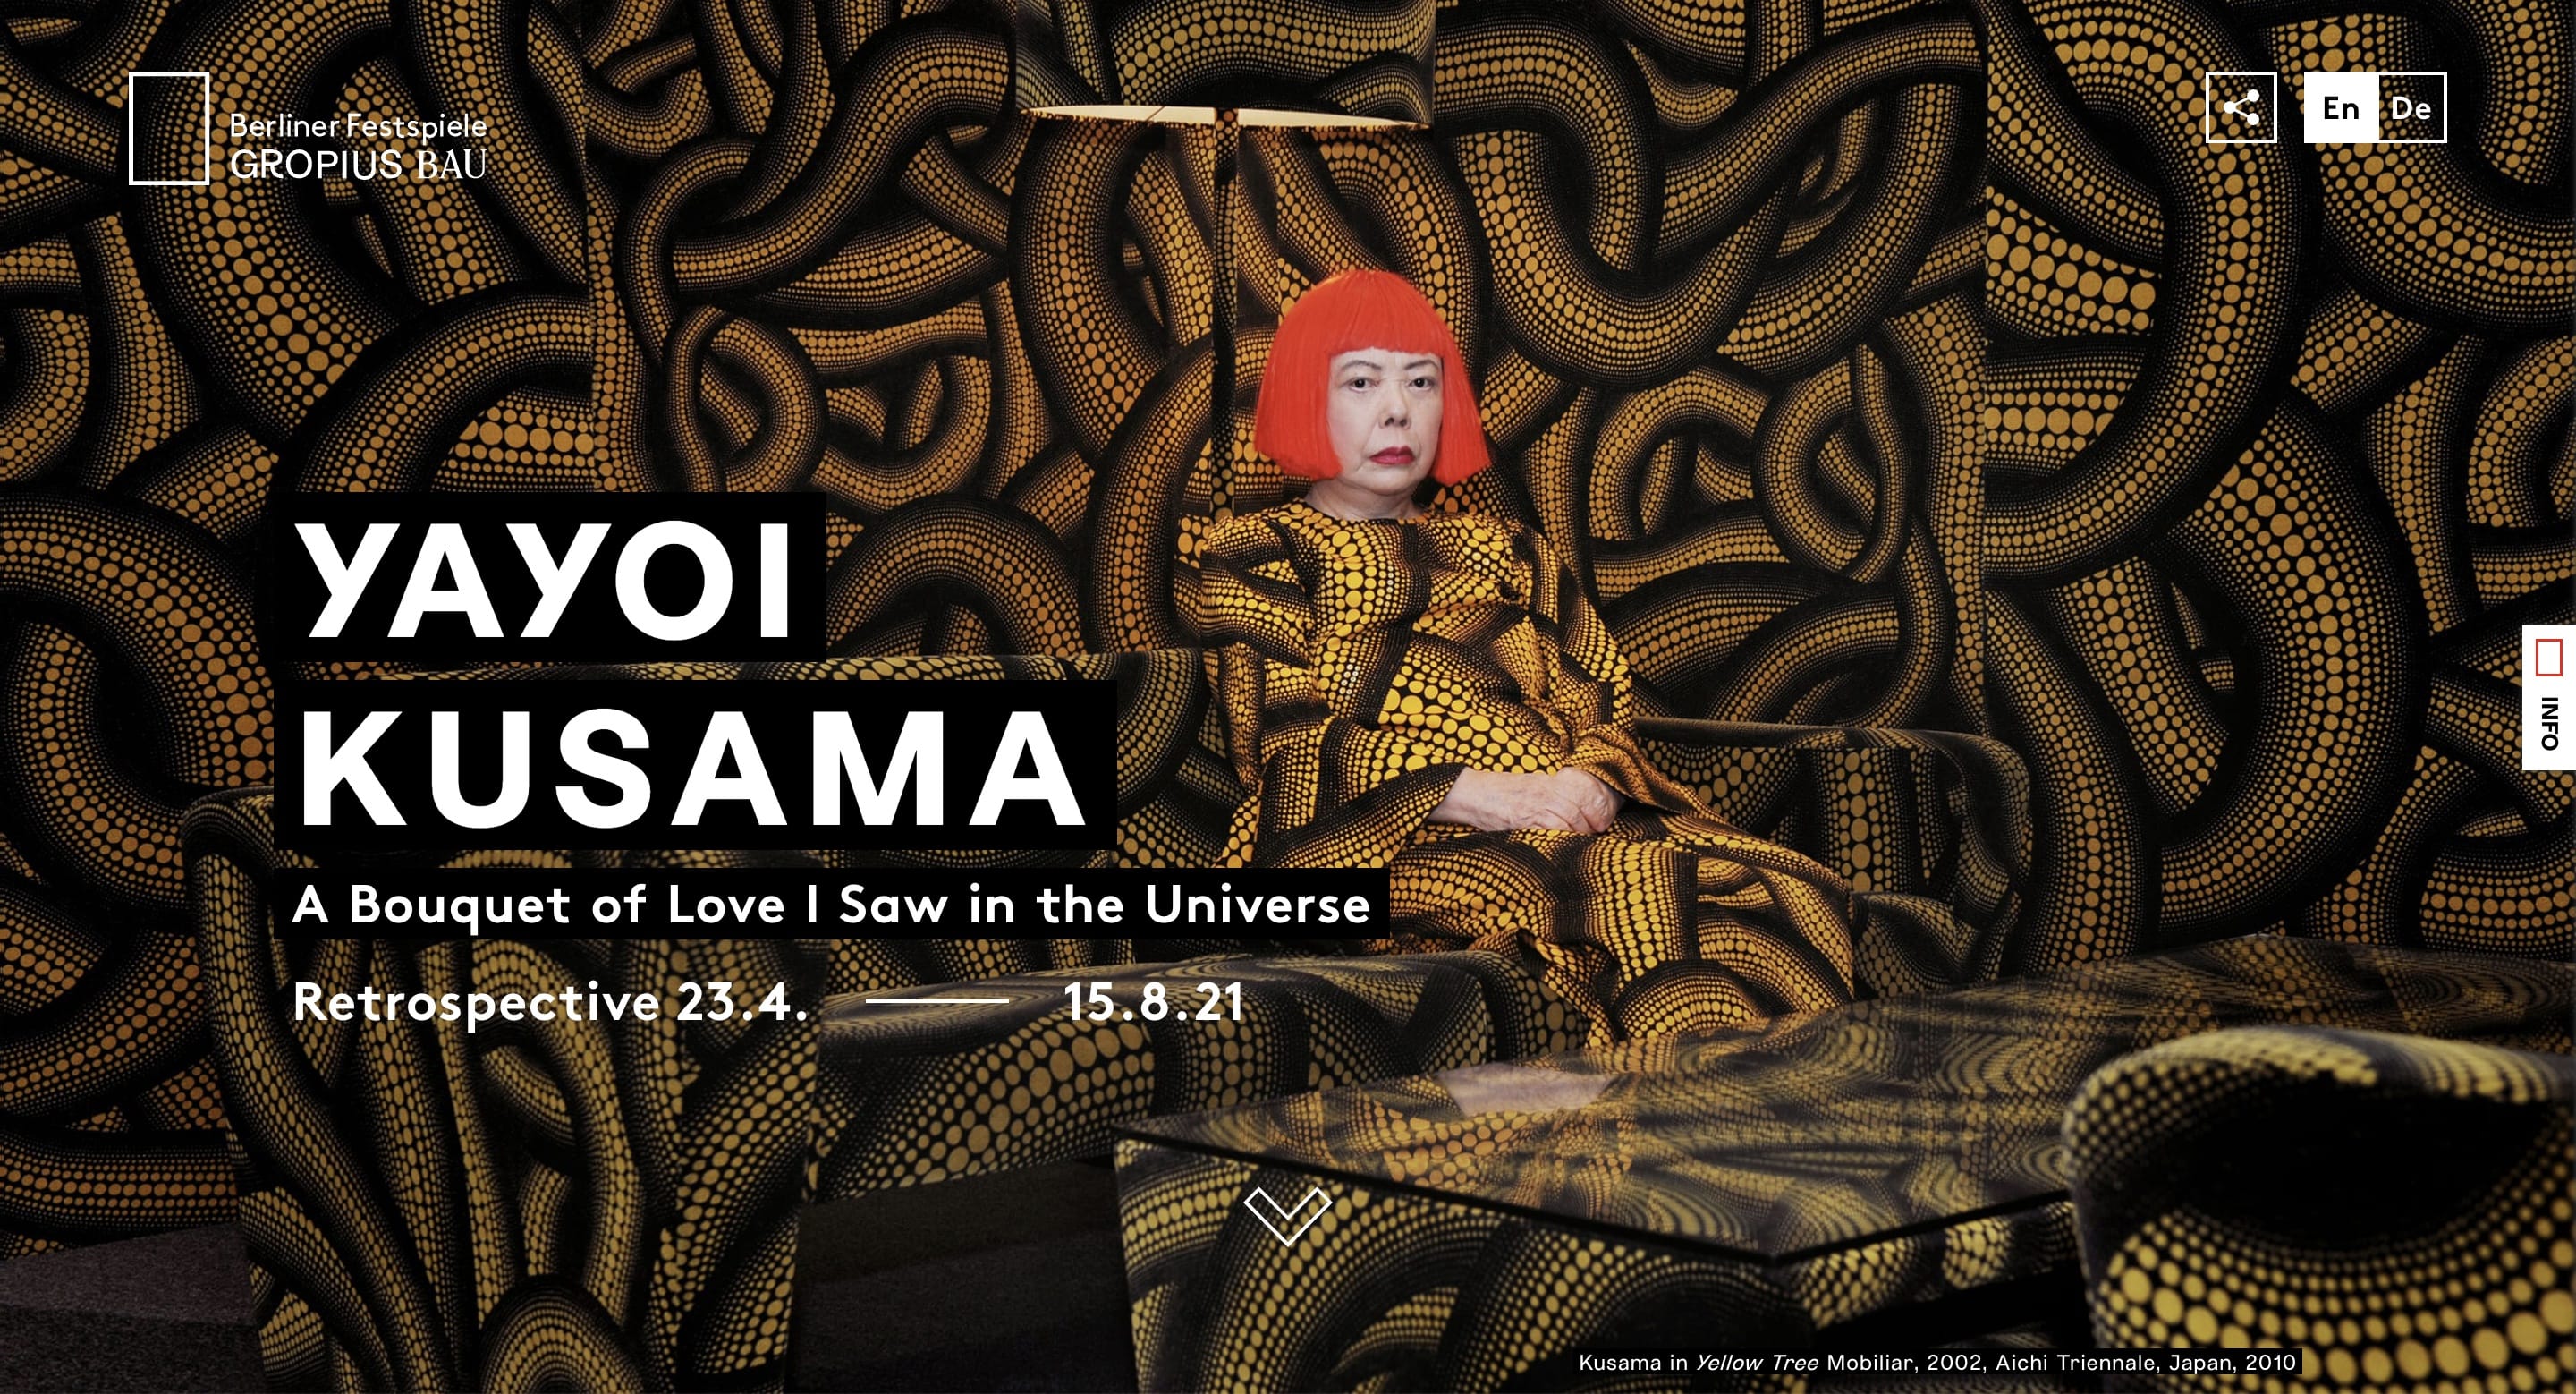 Berliner Festspiele
GROPIUS BAU
En De
YAYOI
KUSAMA
A Bouquet of Love I Saw in the Universe
Retrospective 23.4. —— 15.8.21
INFO
Kusama in Yellow Tree Mobiliar, 2002, Aichi Triennale, Japan, 2010